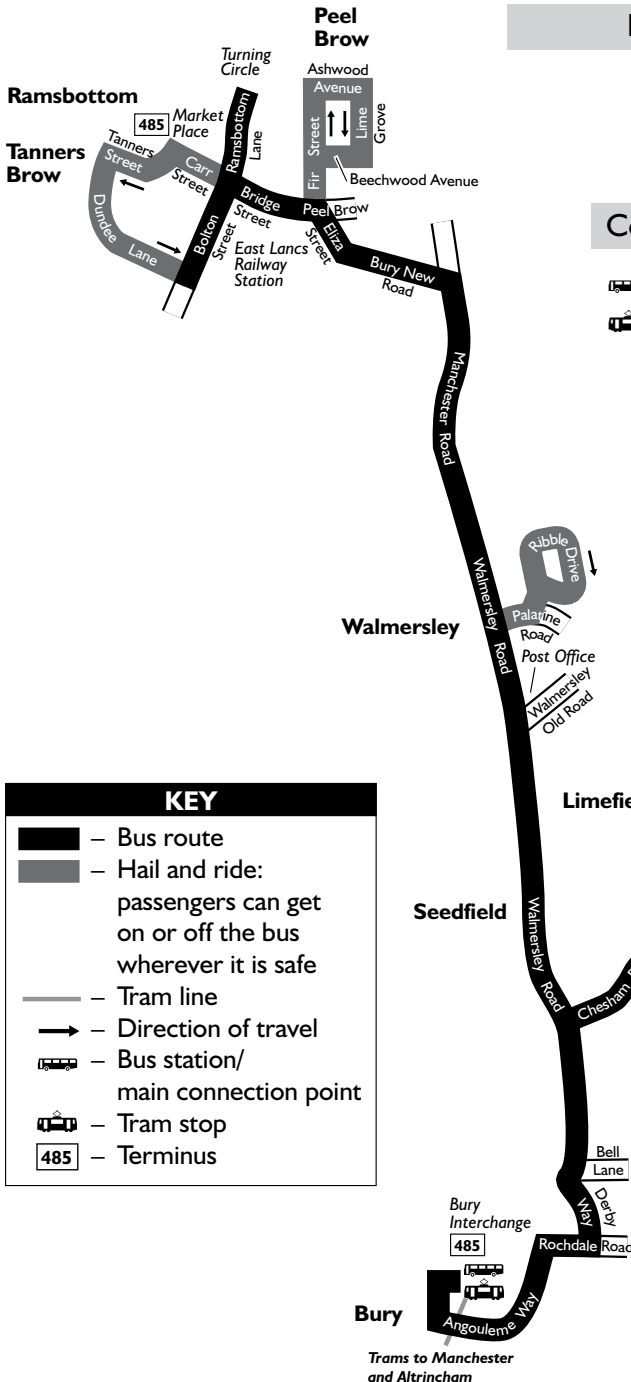 Peel
Brow
Turning
Circle
Ashwood
Avenue
Ramsbottom
485
Market
Place
Ramsbottom
Lane
Street
Lime
Grove
Tanners
Street
Tanners
Brow
Carr
Street
Fir
Beechwood Avenue
Bridge
Street
Peel Brow
Dundee
Lane
Bolton
Street
East Lancs
Railway
Station
Eliza
Street
Bury New
Road
Manchester Road
Ribble
Drive
Walmersley
Road
Walmersley
Palatine
Road
Post Office
Walmersley
Old Road
KEY
– Bus route
– Hail and ride:
passengers can get
on or off the bus
wherever it is safe
– Tram line
– Direction of travel
– Bus station/
main connection point
– Tram stop
485 – Terminus
Seedfield
Walmersley
Road
Chesham
Bell
Lane
Derby
Way
Bury
Interchange
485
Rochdale Road
Bury
Angouleme Way
Trams to Manchester
and Altrincham